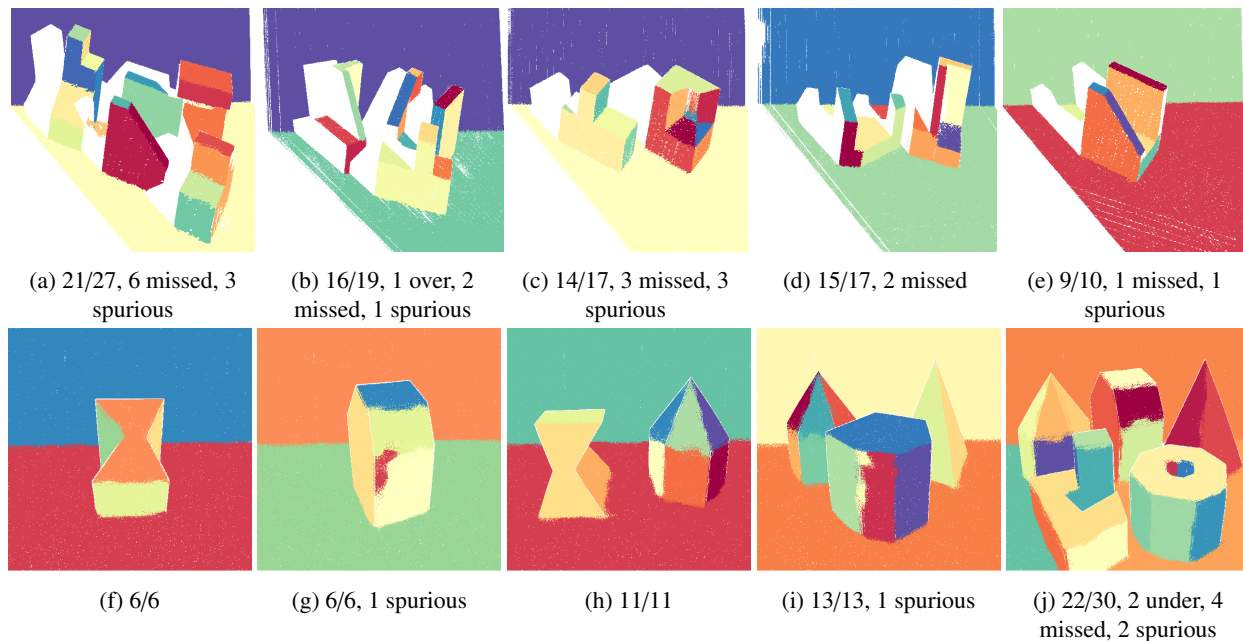 (a) 21/27, 6 missed, 3
spurious
(b) 16/19, 1 over, 2
missed, 1 spurious
(c) 14/17, 3 missed, 3
spurious
(d) 15/17, 2 missed
(e) 9/10, 1 missed, 1
spurious
(f) 6/6
(g) 6/6, 1 spurious
(h) 11/11
(i) 13/13, 1 spurious
(j) 22/30, 2 under, 4
missed, 2 spurious